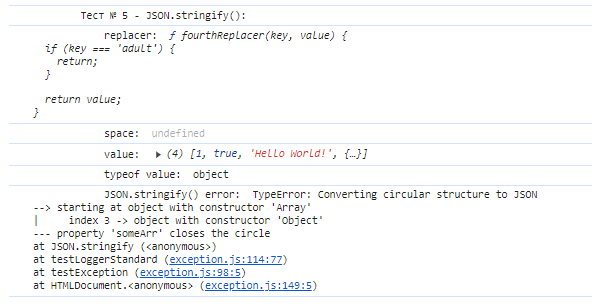 Тест № 5 - JSON.stringify():
replacer: ƒ fourthReplacer(key, value) {
if (key === 'adult') {
return;
}
return value;
}
space: undefined
value: ▶ (4) [1, true, 'Hello World!', {…}]
typeof value: object
JSON.stringify() error: TypeError: Converting circular structure to JSON
--> starting at object with constructor 'Array'
| index 3 -> object with constructor 'Object'
--- property 'someArr' closes the circle
at JSON.stringify (<anonymous>)
at testLoggerStandard (exception.js:114:77)
at testException (exception.js:98:5)
at HTMLDocument.<anonymous> (exception.js:149:5)